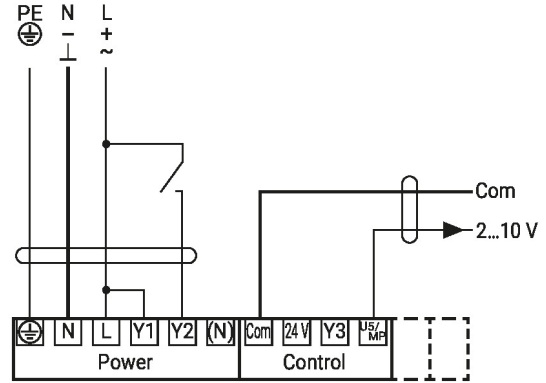 PE N L
– +
⊥ ~
Com
2...10 V
N L Y1 Y2 (N) Com 24 V Y3 U5/MP
Power Control